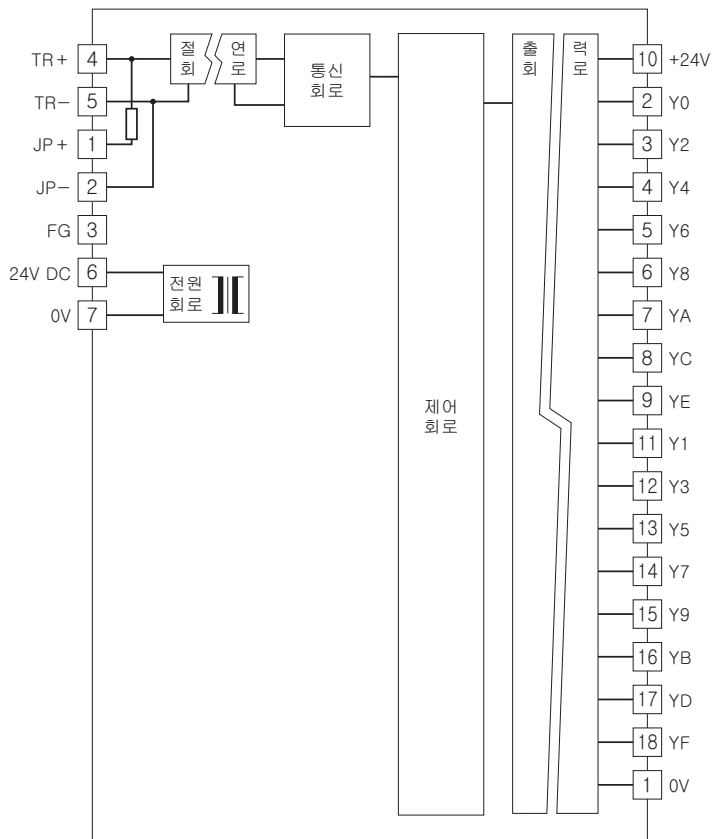 TR+ 4
TR− 5
JP+ 1
JP− 2
FG 3
24V DC 6
0V 7
절 연
회 로
통신
회로
전원
회로
제어
회로
출 력
회 로
10 +24V
2 Y0
3 Y2
4 Y4
5 Y6
6 Y8
7 YA
8 YC
9 YE
11 Y1
12 Y3
13 Y5
14 Y7
15 Y9
16 YB
17 YD
18 YF
1 0V